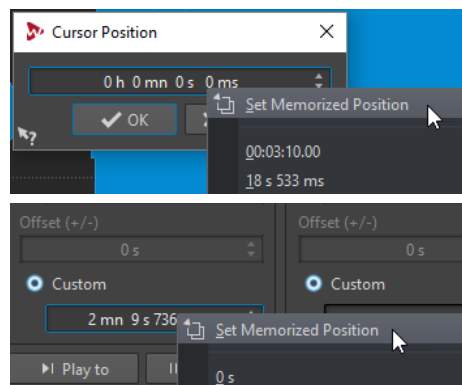 Cursor Position
0 h 0 mn 0 s 0 ms
Set Memorized Position
OK
00:03:10.00
18 s 533 ms
Offset (+/-)
Offset (+/-)
0 s
0 s
Custom
Custom
2 mn 9 s 736
Set Memorized Position
Play to
0 s